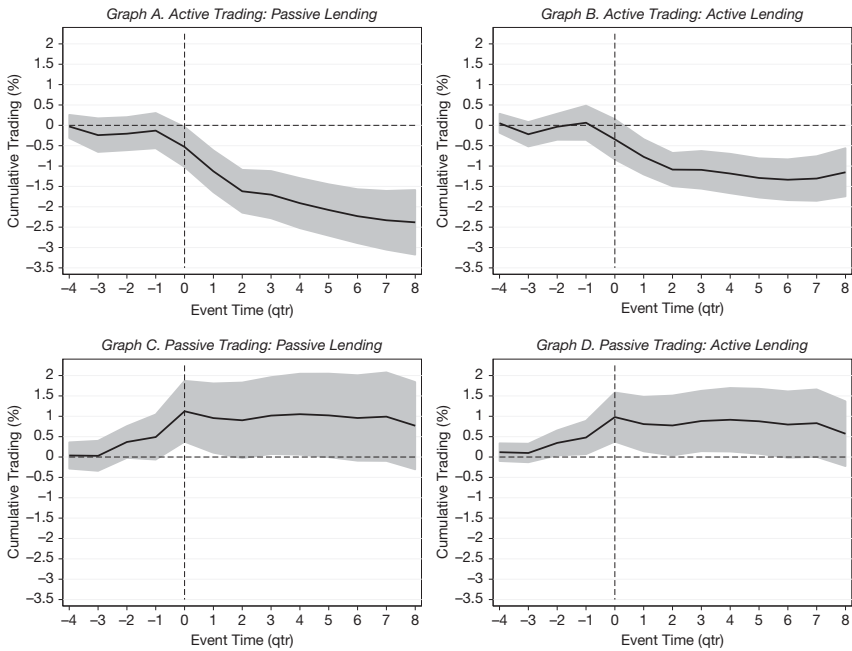 Graph A. Active Trading: Passive Lending
2
1.5
1
0.5
0
−0.5
−1
−1.5
−2
−2.5
−3
−3.5
Cumulative Trading (%)
−4 −3 −2 −1 0 1 2 3 4 5 6 7 8
Event Time (qtr)
Graph B. Active Trading: Active Lending
2
1
0.5
0
−0.5
−1
−1.5
−2
−2.5
−3
−3.5
Cumulative Trading (%)
−4 −3 −2 −1 0 1 2 3 4 5 6 7 8
Event Time (qtr)
Graph C. Passive Trading: Passive Lending
2
1.5
1
0.5
0
−0.5
−1
−1.5
−2
−2.5
−3
−3.5
Cumulative Trading (%)
−4 −3 −2 −1 0 1 2 3 4 5 6 7 8
Event Time (qtr)
Graph D. Passive Trading: Active Lending
2
1.5
1
0.5
0
−0.5
−1
−1.5
−2
−2.5
−3
−3.5
Cumulative Trading (%)
−4 −3 −2 −1 0 1 2 3 4 5 6 7 8
Event Time (qtr)